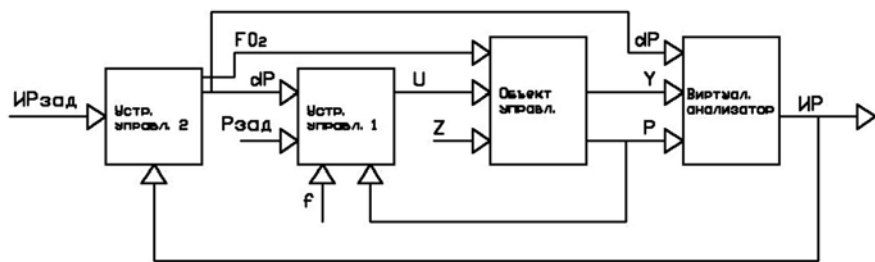 FO₂
dP
ИРзад
Устр.
управл. 2
dP
Рзад
f
Устр.
управл. 1
U
Z
Объект
управл.
Y
P
Виртуал.
анализатор
ИР